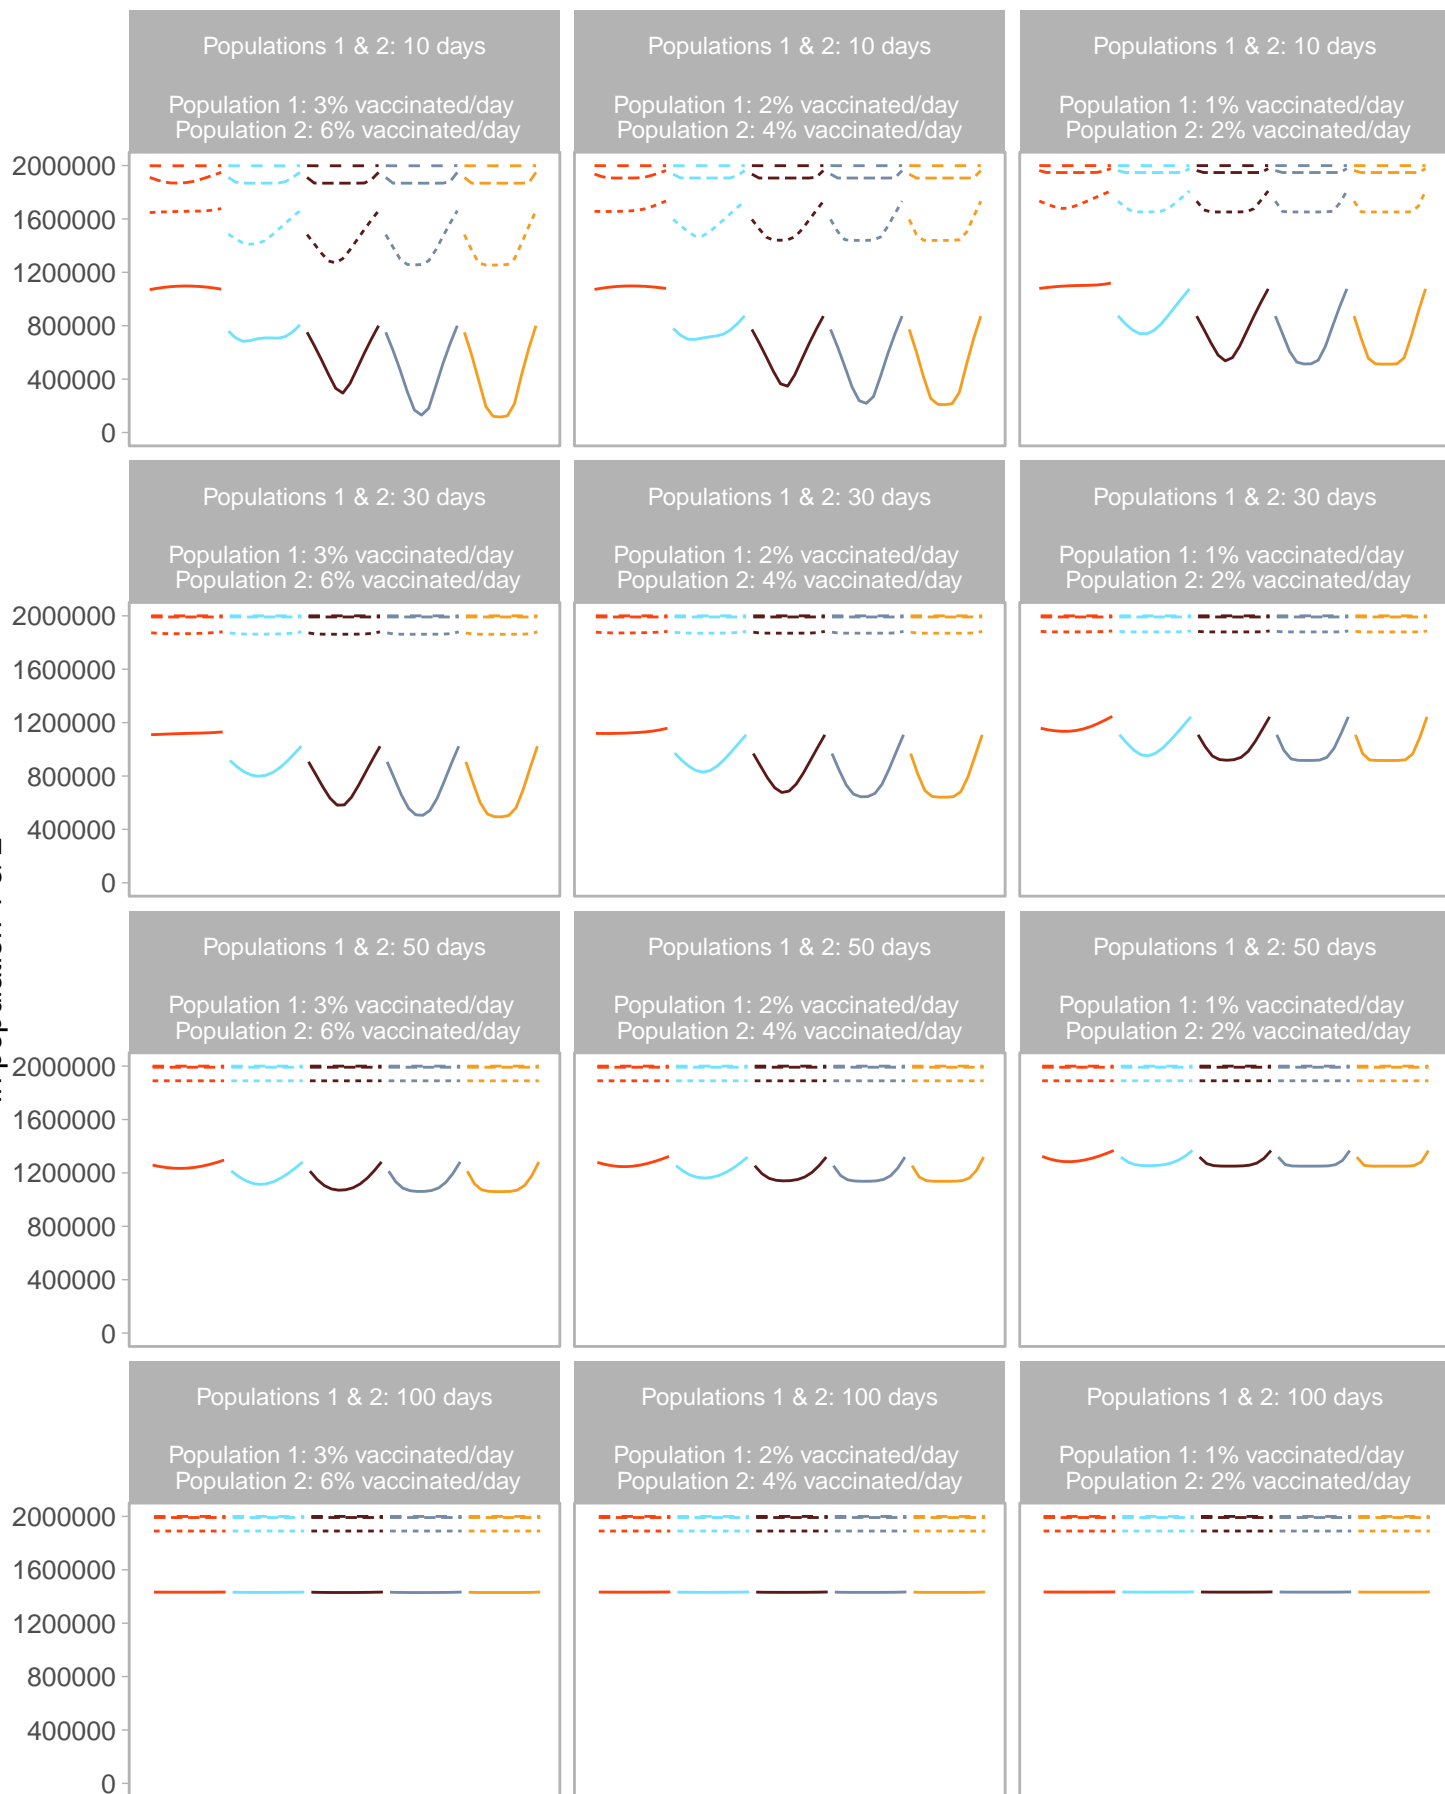 Populations 1 & 2: 10 days
Population 1: 3% vaccinated/day
Population 2: 6% vaccinated/day
Populations 1 & 2: 10 days
Population 1: 2% vaccinated/day
Population 2: 4% vaccinated/day
Populations 1 & 2: 10 days
Population 1: 1% vaccinated/day
Population 2: 2% vaccinated/day
2000000
1600000
1200000
800000
400000
0
Populations 1 & 2: 30 days
Population 1: 3% vaccinated/day
Population 2: 6% vaccinated/day
Populations 1 & 2: 30 days
Population 1: 2% vaccinated/day
Population 2: 4% vaccinated/day
Populations 1 & 2: 30 days
Population 1: 1% vaccinated/day
Population 2: 2% vaccinated/day
2000000
1600000
1200000
800000
400000
0
Populations 1 & 2: 50 days
Population 1: 3% vaccinated/day
Population 2: 6% vaccinated/day
Populations 1 & 2: 50 days
Population 1: 2% vaccinated/day
Population 2: 4% vaccinated/day
Populations 1 & 2: 50 days
Population 1: 1% vaccinated/day
Population 2: 2% vaccinated/day
2000000
1600000
1200000
800000
400000
0
Populations 1 & 2: 100 days
Population 1: 3% vaccinated/day
Population 2: 6% vaccinated/day
Populations 1 & 2: 100 days
Population 1: 2% vaccinated/day
Population 2: 4% vaccinated/day
Populations 1 & 2: 100 days
Population 1: 1% vaccinated/day
Population 2: 2% vaccinated/day
2000000
1600000
1200000
800000
400000
0